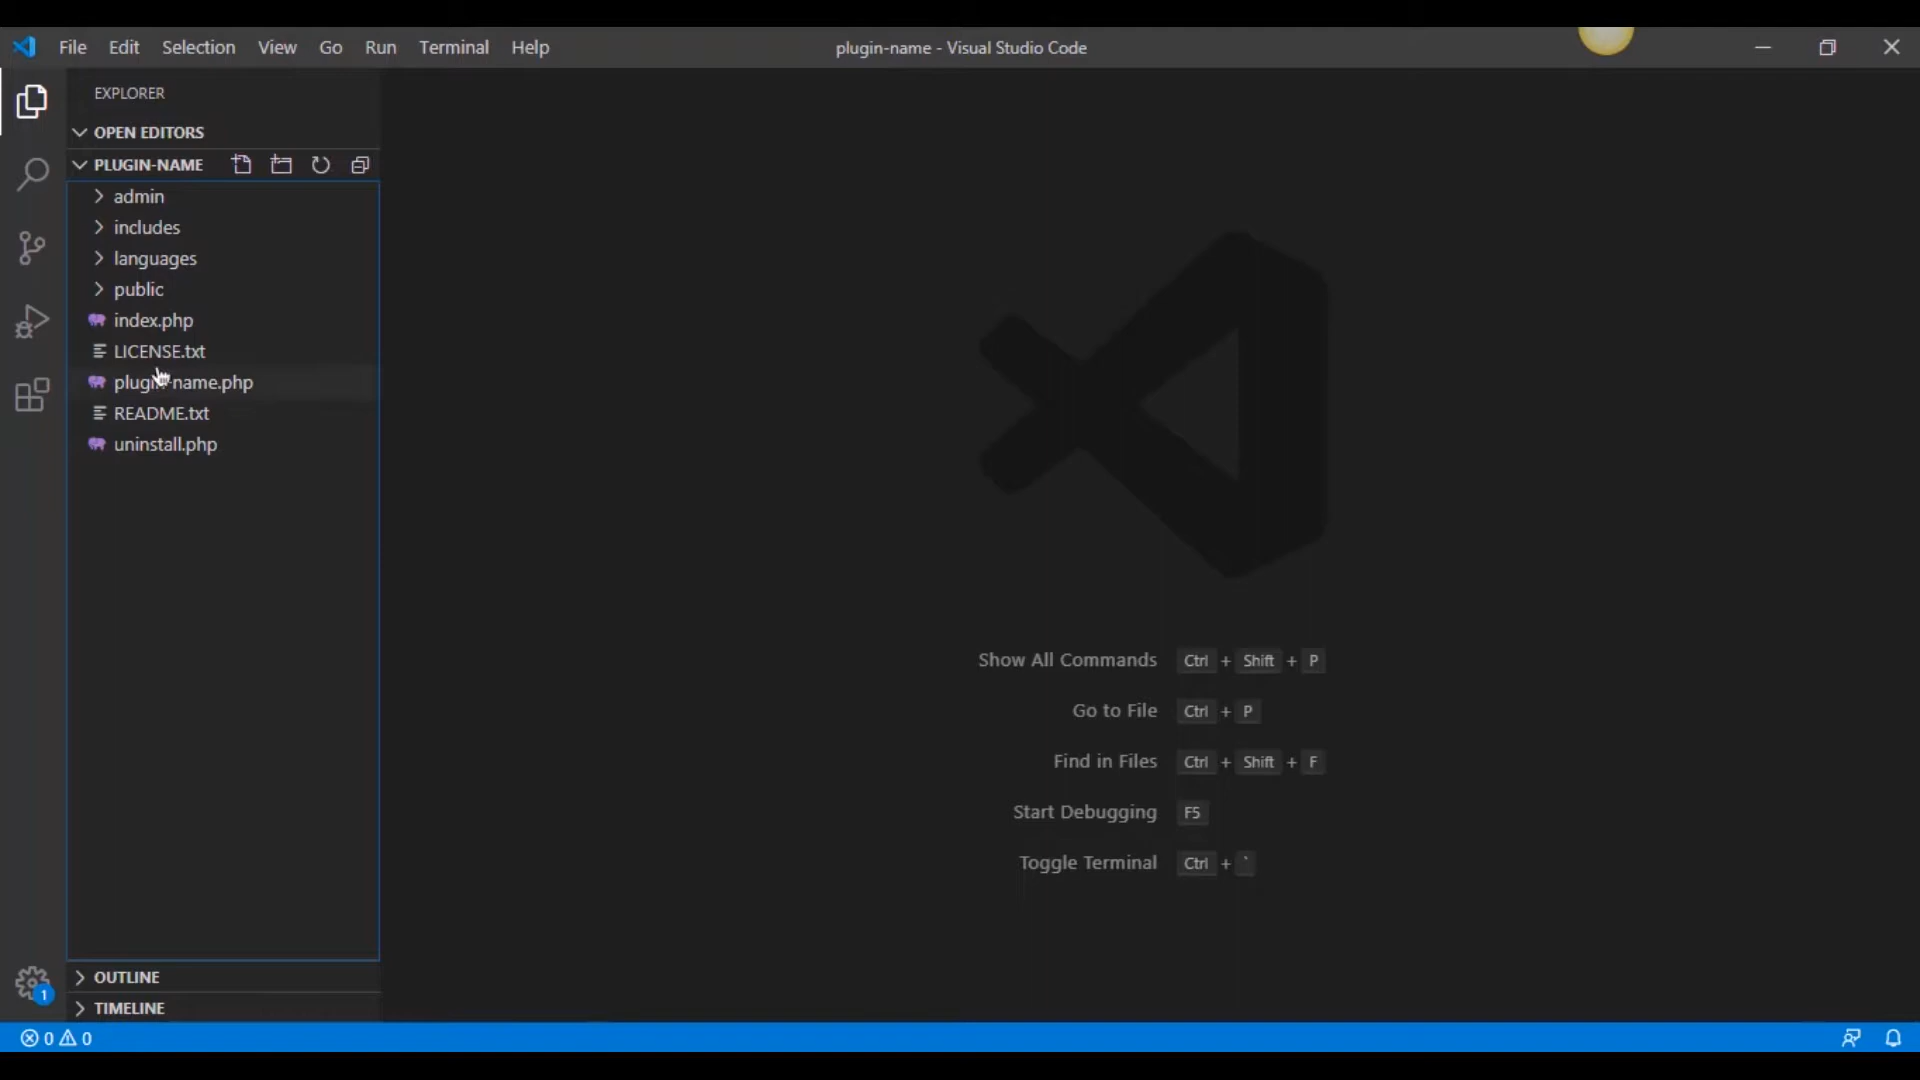 File Edit Selection View Go Run Terminal Help plugin-name - Visual Studio Code
EXPLORER
OPEN EDITORS
PLUGIN-NAME
admin
includes
languages
public
index.php
LICENSE.txt
plugin-name.php
README.txt
uninstall.php
Show All Commands Ctrl + Shift + P
Go to File Ctrl + P
Find in Files Ctrl + Shift + F
Start Debugging F5
Toggle Terminal Ctrl + `
1
OUTLINE
TIMELINE
0 0